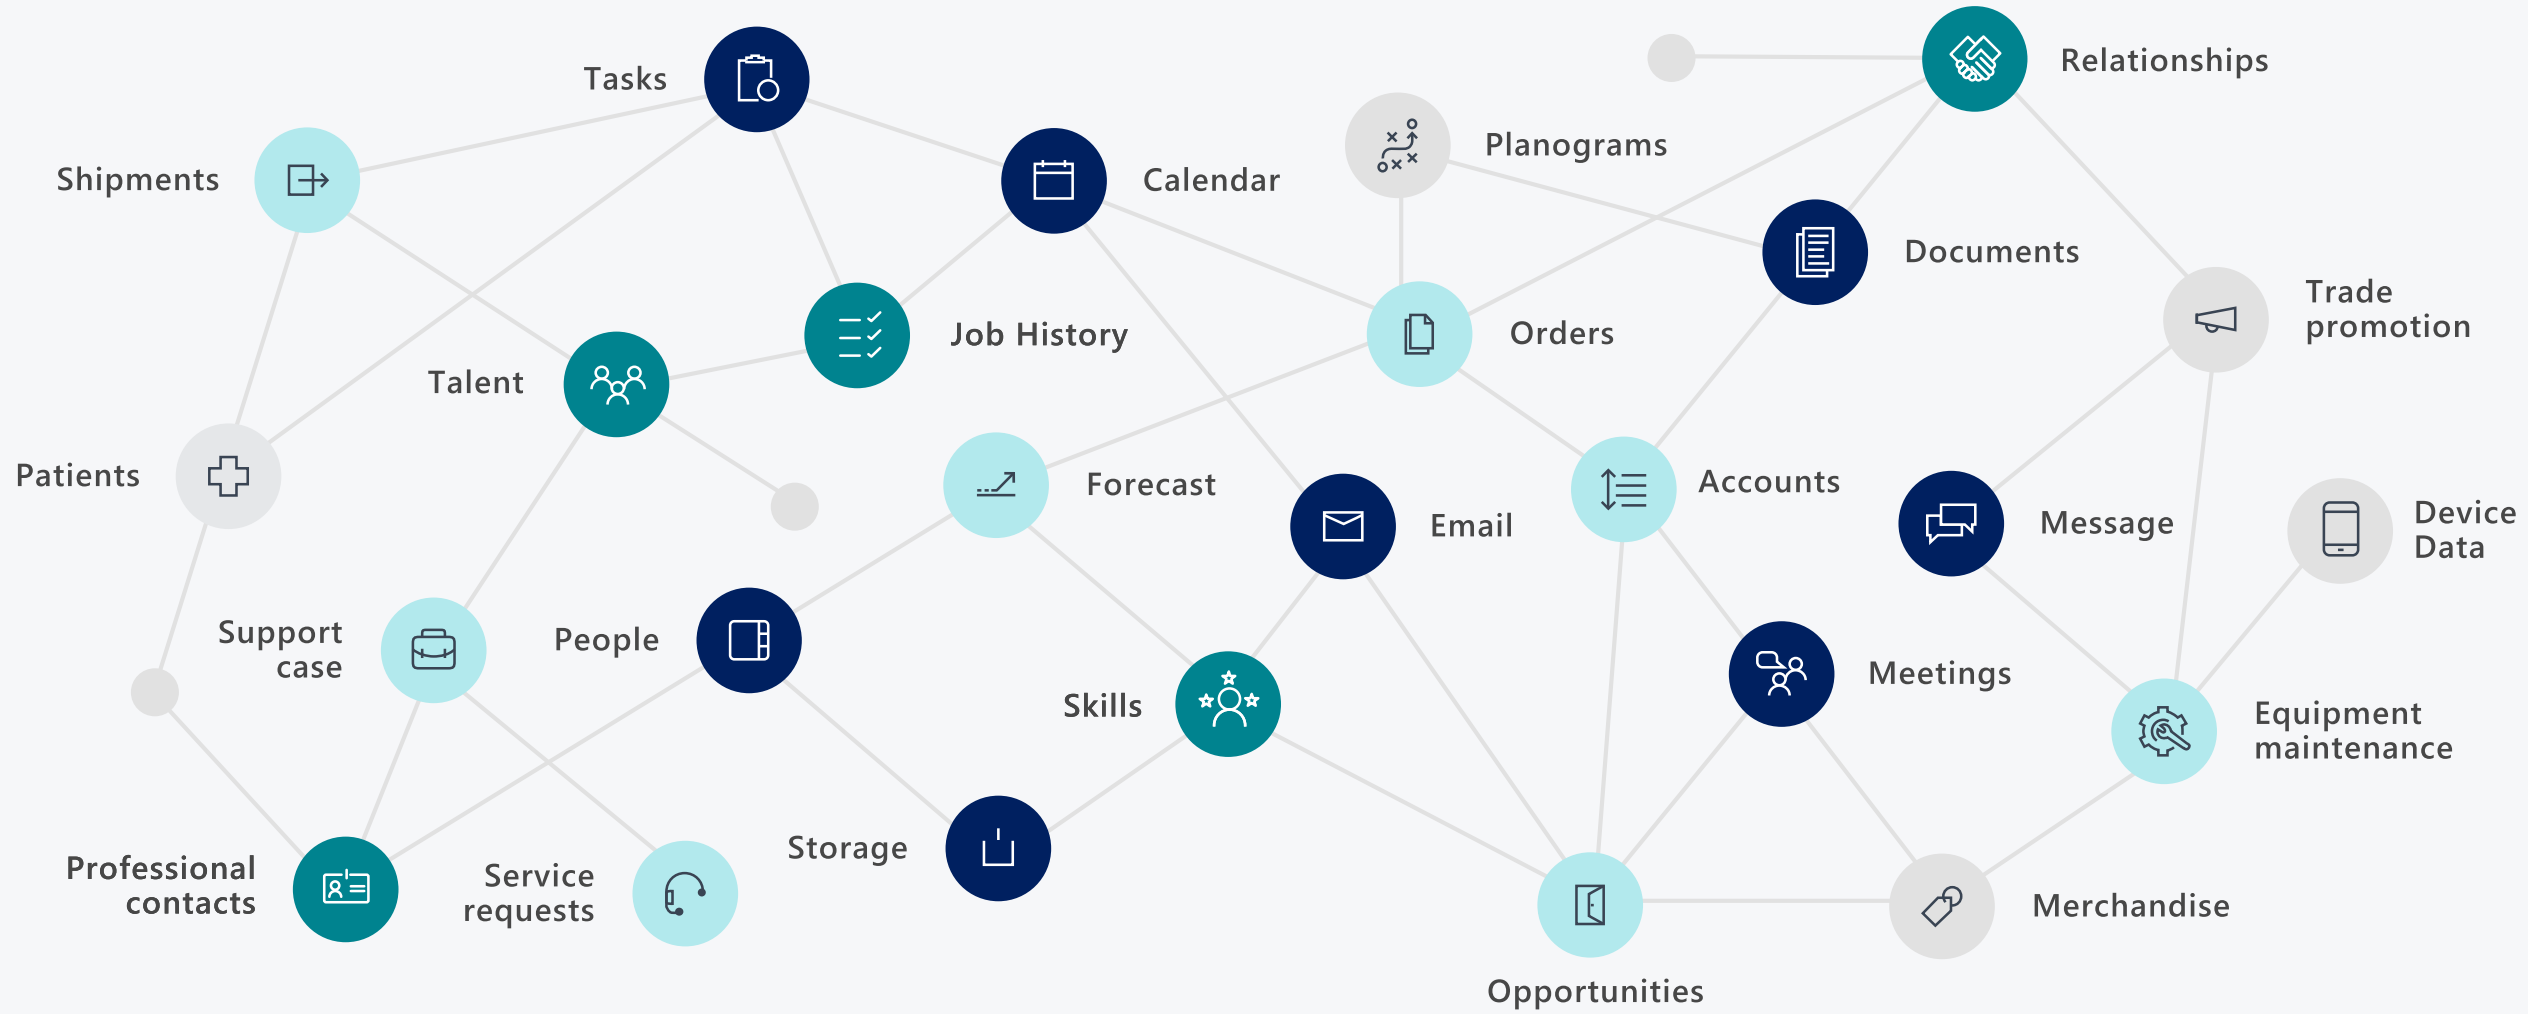 Tasks
Relationships
Shipments
Calendar
Planograms
Documents
Trade
promotion
Job History
Orders
Talent
Patients
Forecast
Email
Accounts
Message
Device
Data
Support
case
People
Skills
Meetings
Equipment
maintenance
Professional
contacts
Service
requests
Storage
Merchandise
Opportunities